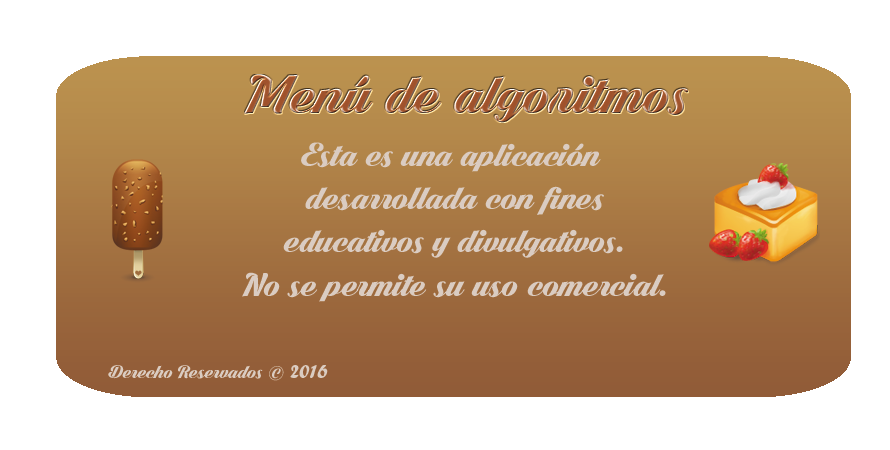 Menú de algoritmos
Esta es una aplicación
desarrollada con fines
educativos y divulgativos.
No se permite su uso comercial.
Derecho Reservados © 2016